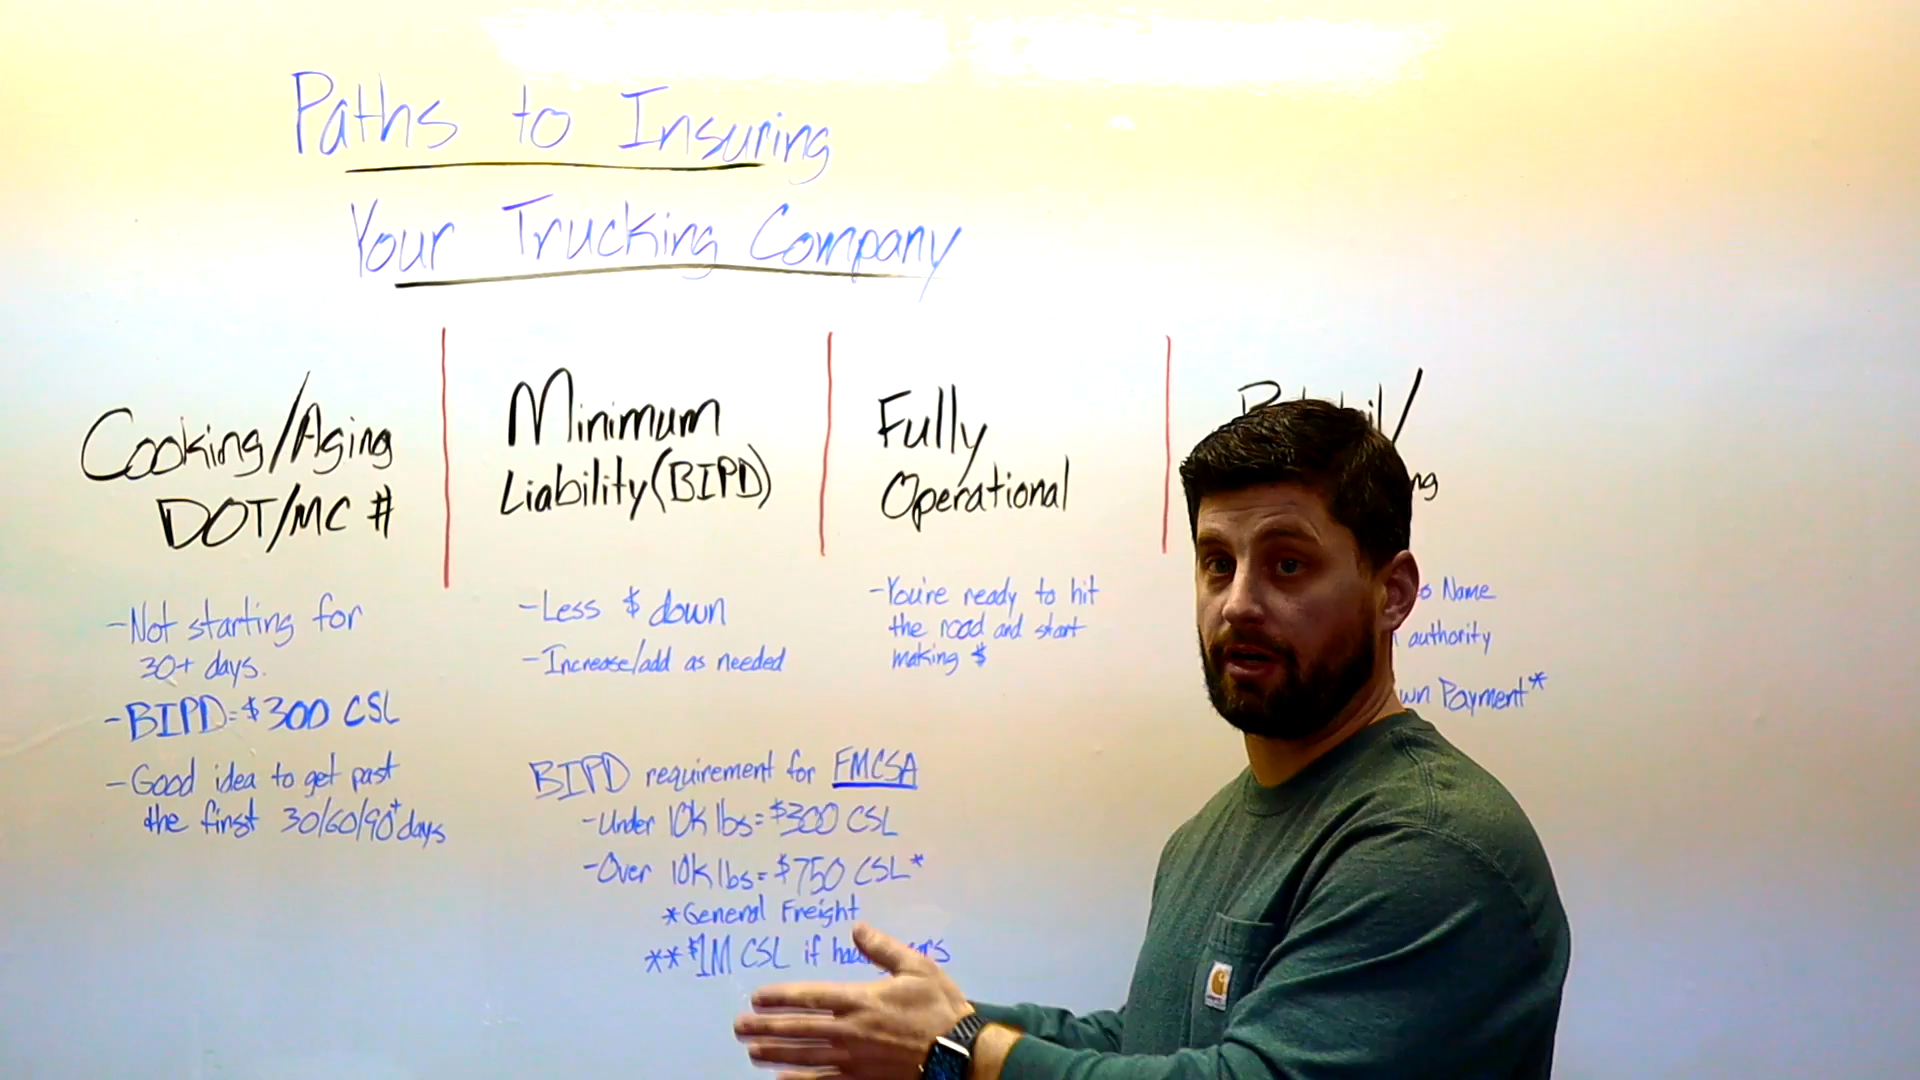 Paths to Insuring
Your Trucking Company
Cooking/Aging
DOT/MC #
-Not starting for
30+ days.
-BIPD=$300 CSL
-Good idea to get past
the first 30/60/90+ days
Minimum
Liability(BIPD)
-Less $ down
-Increase/add as needed
BIPD requirement for FMCSA
-Under 10k lbs=$300 CSL
-Over 10k lbs=$750 CSL*
*General Freight
**$1M CSL if
Fully
Operational
-You're ready to hit
the road and start
making $
Name
authority
Payment*